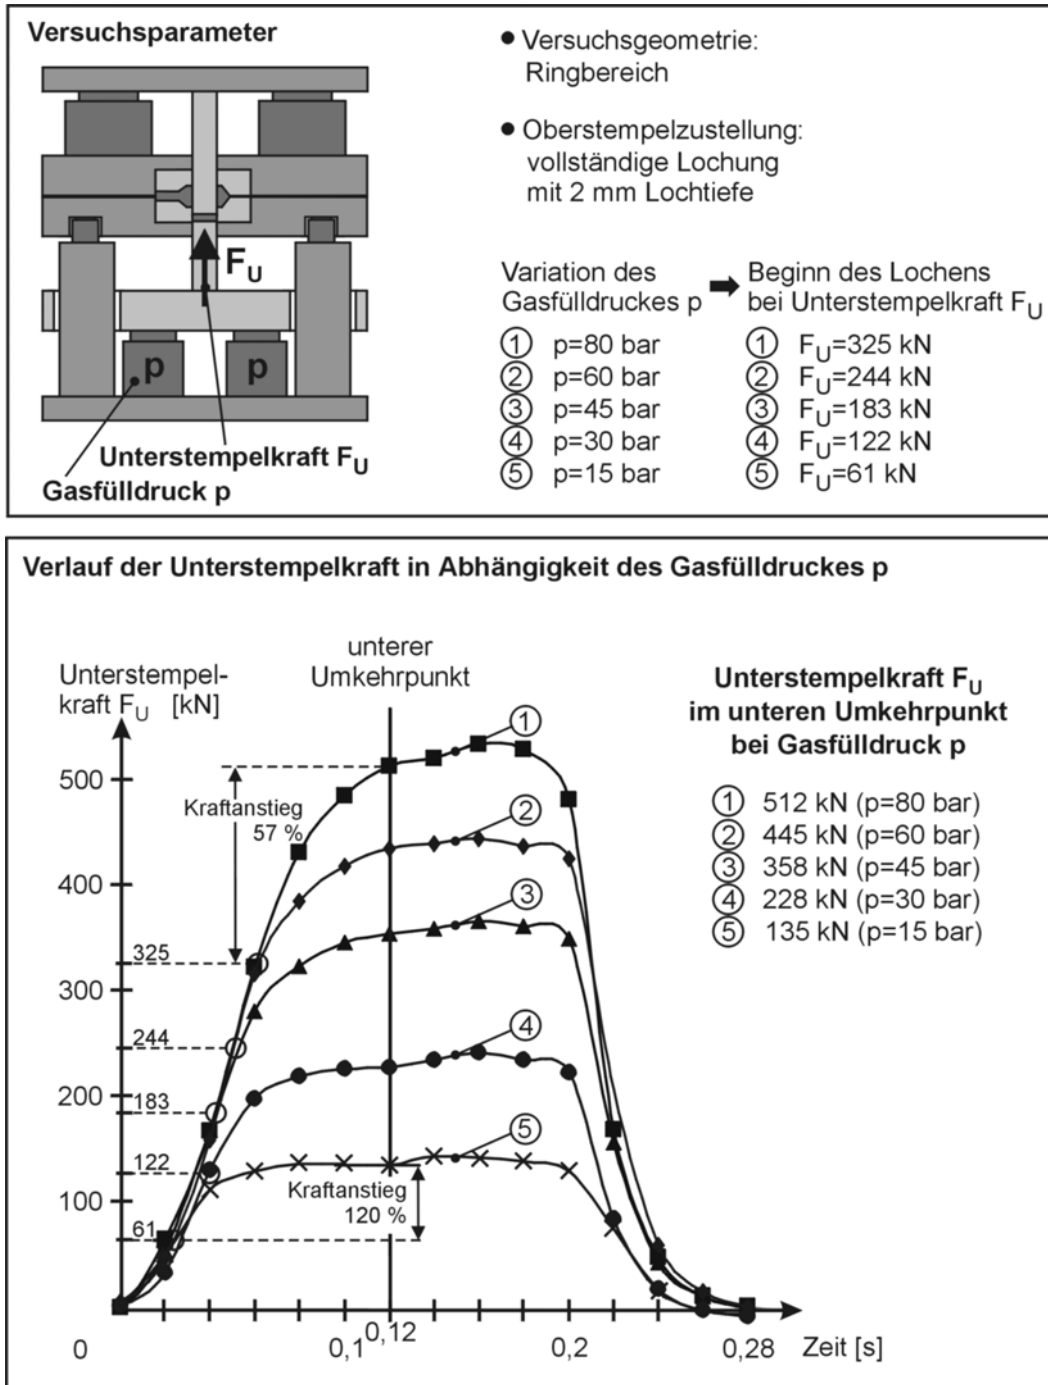 Versuchsparameter
● Versuchsgeometrie:
Ringbereich
● Oberstempelzustellung:
vollständige Lochung
mit 2 mm Lochtiefe
F_U
p
p
Unterstempelkraft F_U
Gasfülldruck p
Variation des
Gasfülldruckes p
➡
Beginn des Lochens
bei Unterstempelkraft F_U
① p=80 bar
② p=60 bar
③ p=45 bar
④ p=30 bar
⑤ p=15 bar
① F_U=325 kN
② F_U=244 kN
③ F_U=183 kN
④ F_U=122 kN
⑤ F_U=61 kN
Verlauf der Unterstempelkraft in Abhängigkeit des Gasfülldruckes p
Unterstempel-
kraft F_U [kN]
unterer
Umkehrpunkt
500
400
325
300
244
200
183
122
100
61
0
0,1
0,12
0,2
0,28
Zeit [s]
Kraftanstieg
57 %
Kraftanstieg
120 %
①
②
③
④
⑤
Unterstempelkraft F_U
im unteren Umkehrpunkt
bei Gasfülldruck p
① 512 kN (p=80 bar)
② 445 kN (p=60 bar)
③ 358 kN (p=45 bar)
④ 228 kN (p=30 bar)
⑤ 135 kN (p=15 bar)